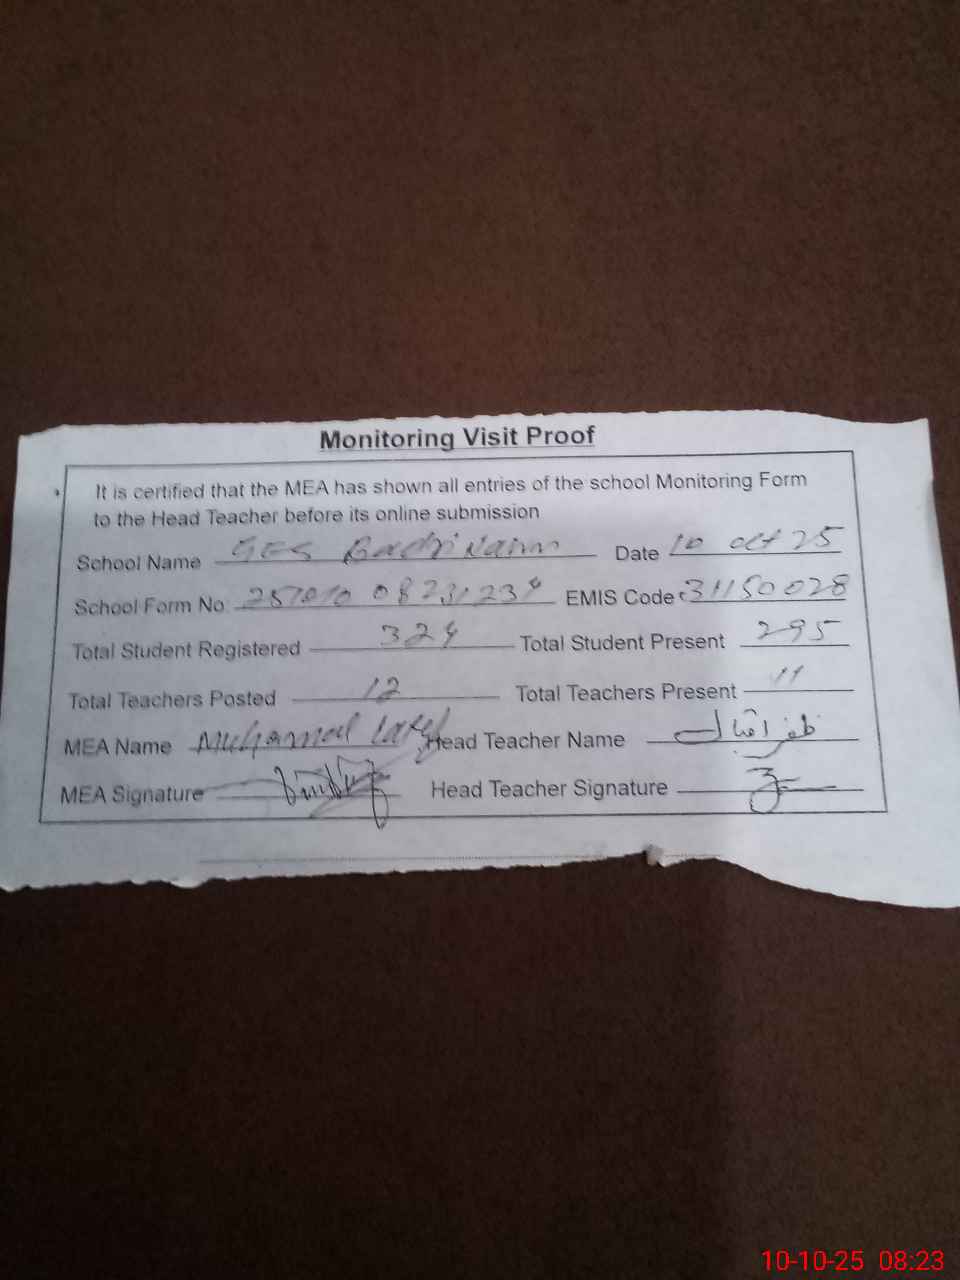 Monitoring Visit Proof
It is certified that the MEA has shown all entries of the school Monitoring Form
to the Head Teacher before its online submission
School Name GES Date 10 oct 25
School Form No. EMIS Code 31150028
Total Student Registered 324 Total Student Present 295
Total Teachers Posted 12 Total Teachers Present 11
MEA Name Muhammad Head Teacher Name ظفر اقبال
MEA Signature Head Teacher Signature
10-10-25 08:23